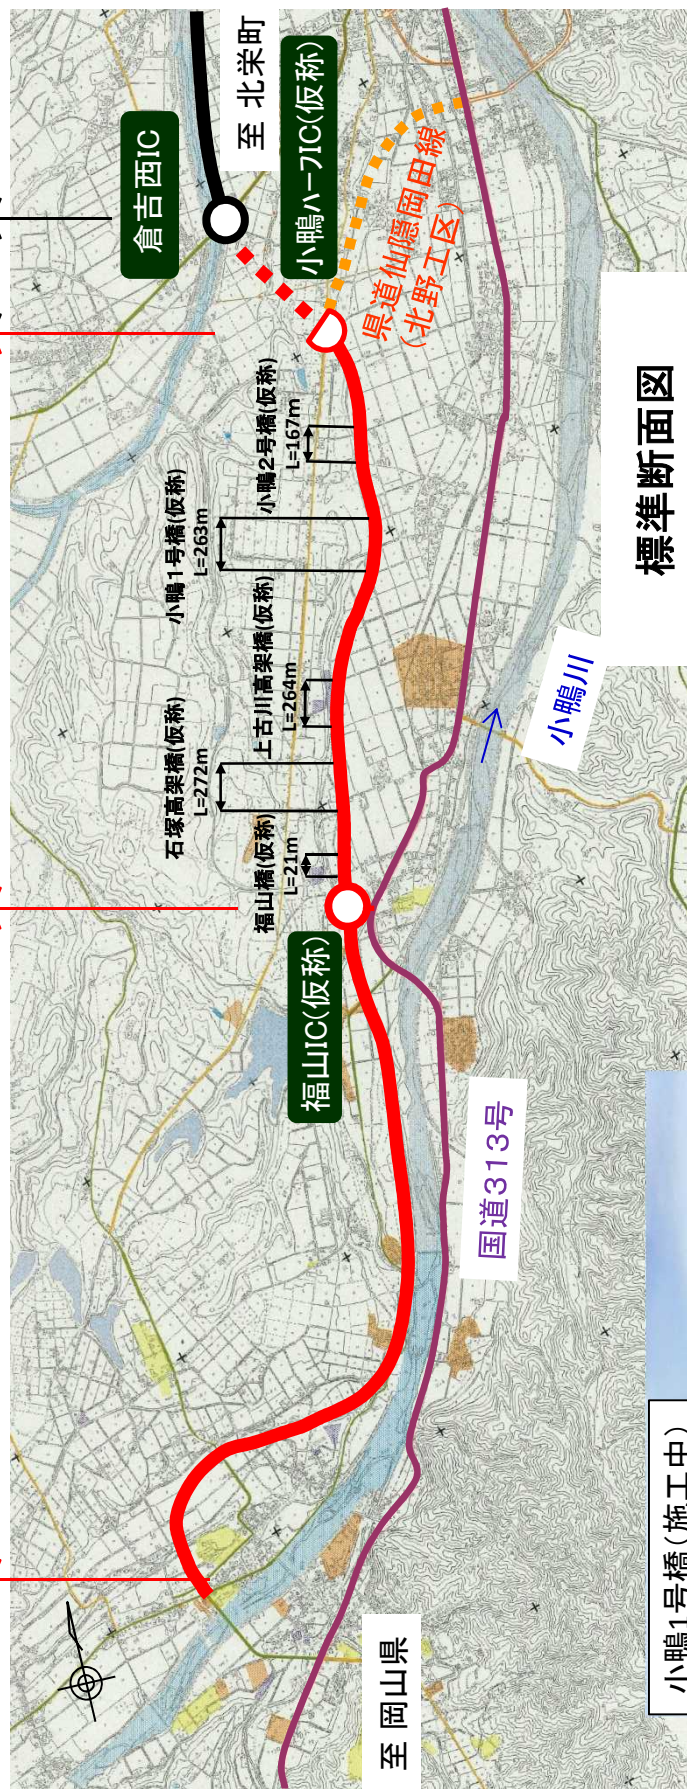 倉吉西IC
至 北栄町
小鴨ハーフIC(仮称)
県道仙隠岡田線
(北野工区)
小鴨2号橋(仮称)
L=167m
小鴨1号橋(仮称)
L=263m
上古川高架橋(仮称)
L=264m
石塚高架橋(仮称)
L=272m
福山橋(仮称)
L=21m
福山IC(仮称)
小鴨川
国道313号
至 岡山県
標準断面図
小鴨1号橋(施工中)